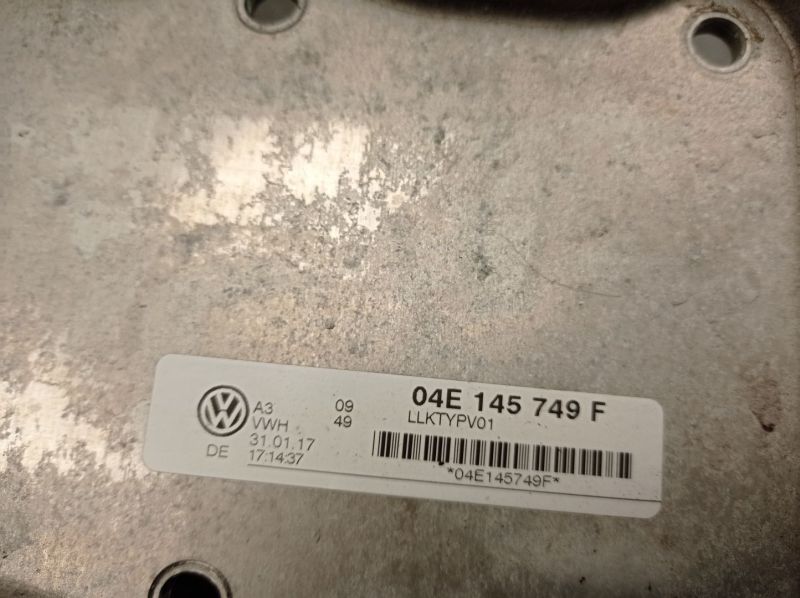 04E 145 749 F
A3 09 LLKTYPV01
VWH 49
31.01.17
DE 17:14:37
*04E145749F*